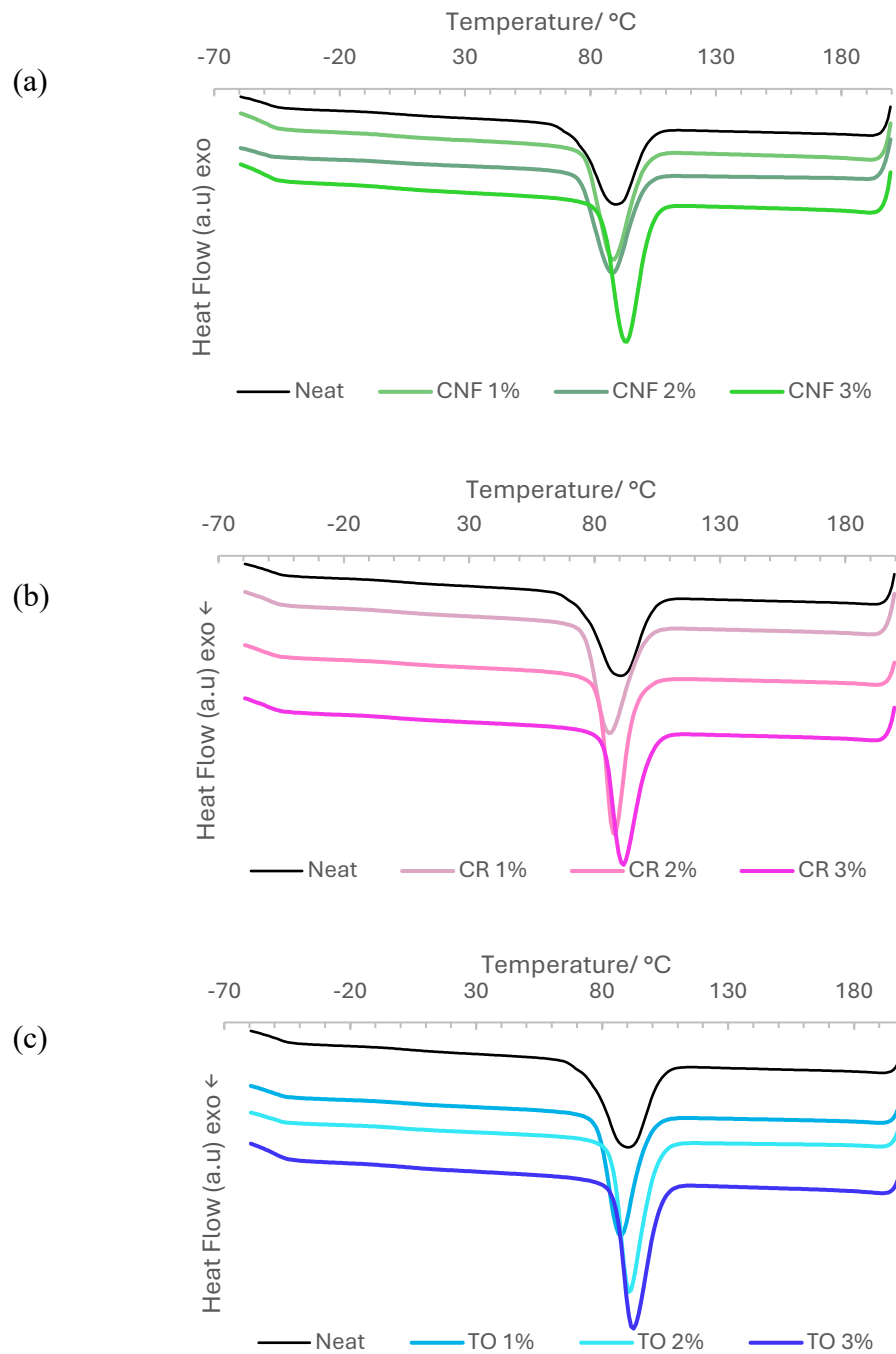 Temperature/ °C
-70 -20 30 80 130 180
(a)
Heat Flow (a.u) exo
Neat CNF 1% CNF 2% CNF 3%
Temperature/ °C
-70 -20 30 80 130 180
(b)
Heat Flow (a.u) exo ←
Neat CR 1% CR 2% CR 3%
Temperature/ °C
-70 -20 30 80 130 180
(c)
Heat Flow (a.u) exo ←
Neat TO 1% TO 2% TO 3%